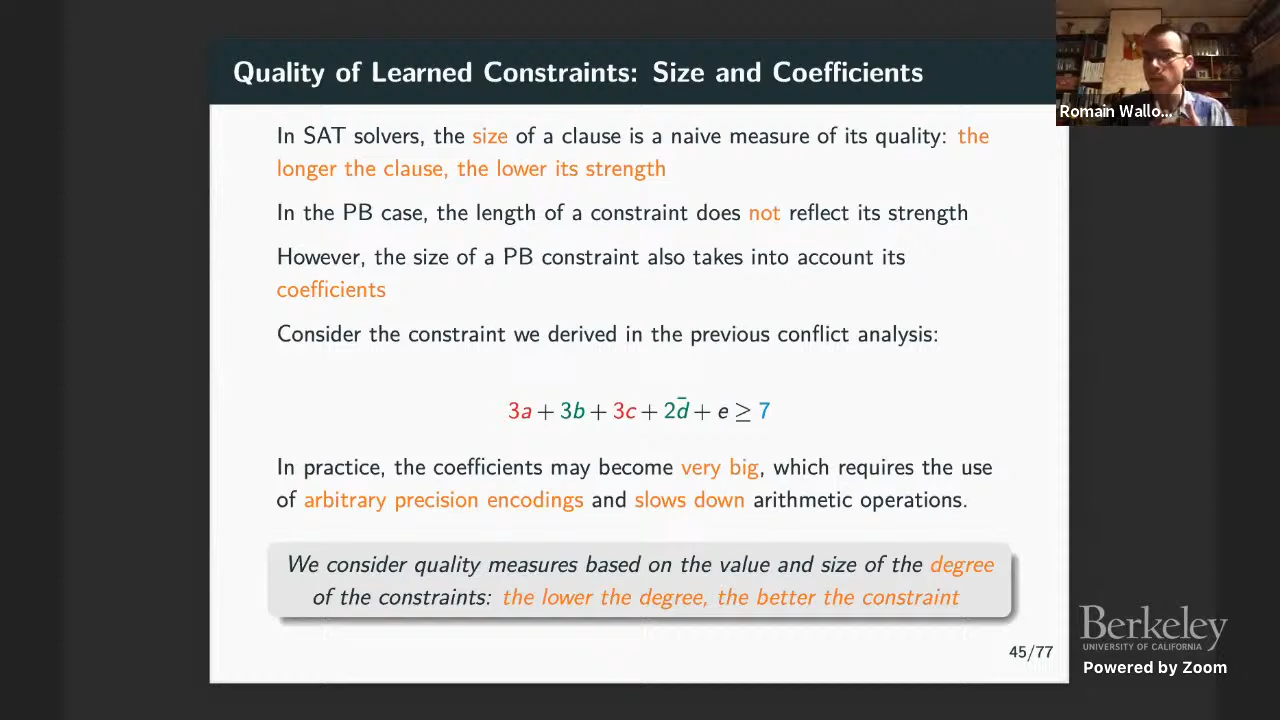 Quality of Learned Constraints: Size and Coefficients
Romain Wallo...
In SAT solvers, the size of a clause is a naive measure of its quality: the
longer the clause, the lower its strength
In the PB case, the length of a constraint does not reflect its strength
However, the size of a PB constraint also takes into account its
coefficients
Consider the constraint we derived in the previous conflict analysis:
3a + 3b + 3c + 2d̄ + e ≥ 7
In practice, the coefficients may become very big, which requires the use
of arbitrary precision encodings and slows down arithmetic operations.
We consider quality measures based on the value and size of the degree
of the constraints: the lower the degree, the better the constraint
45/77
Berkeley
UNIVERSITY OF CALIFORNIA
Powered by Zoom